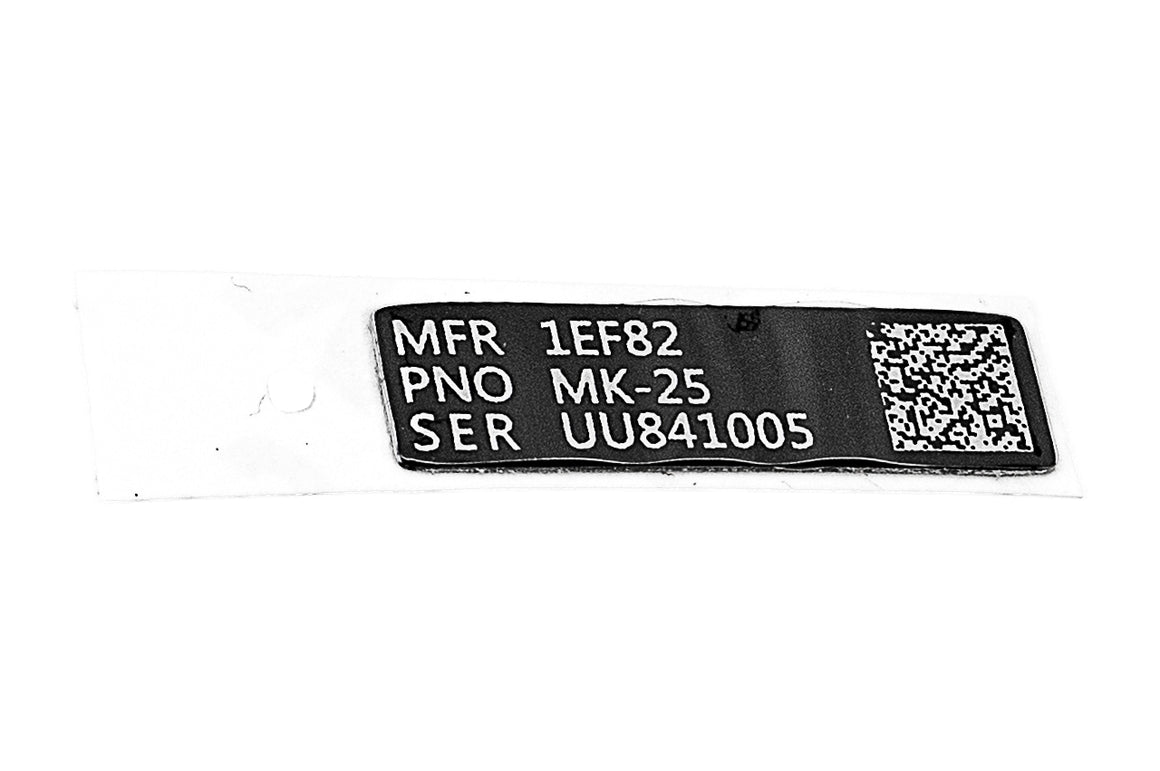 MFR 1EF82
PNO MK-25
SER UU841005